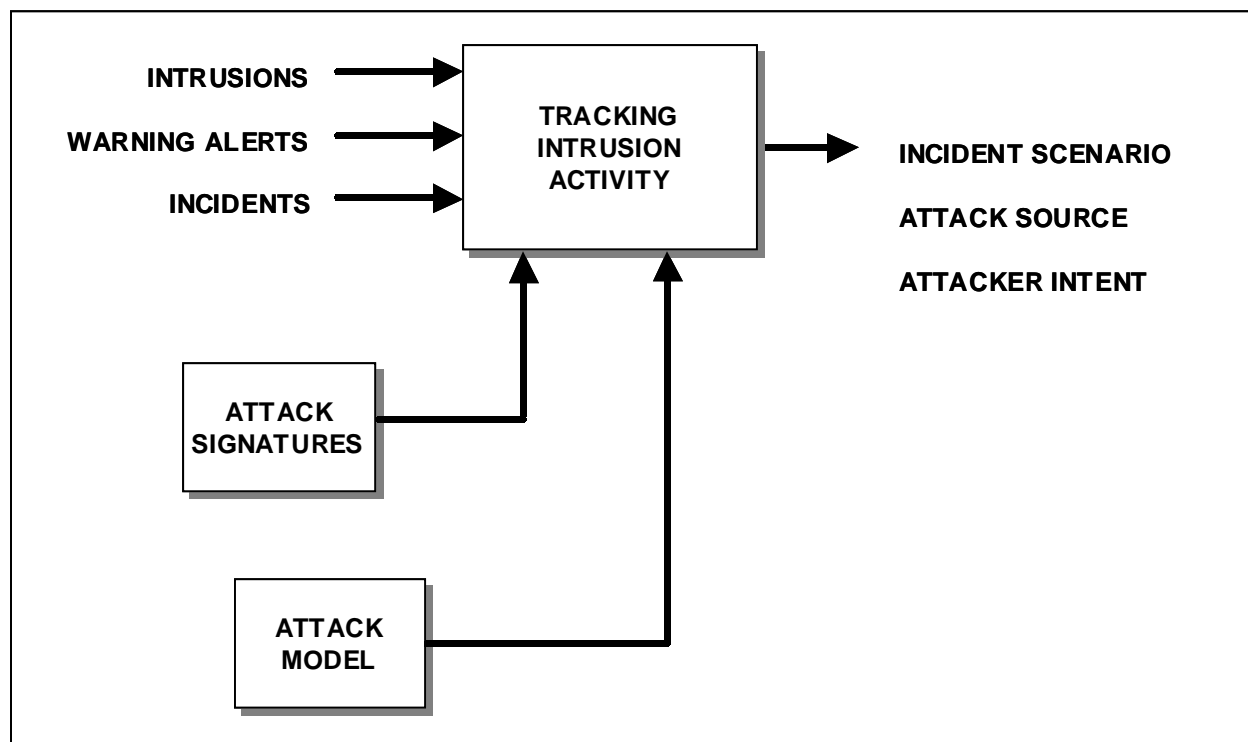 INTRUSIONS
WARNING ALERTS
INCIDENTS
TRACKING
INTRUSION
ACTIVITY
INCIDENT SCENARIO
ATTACK SOURCE
ATTACKER INTENT
ATTACK
SIGNATURES
ATTACK
MODEL